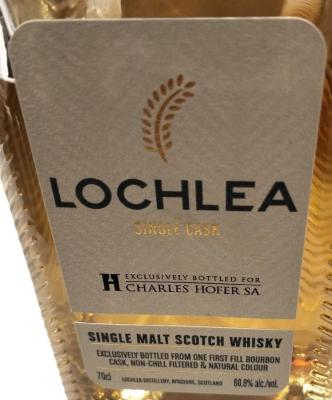 LOCHLEA
SINGLE CASK
H EXCLUSIVELY BOTTLED FOR
CHARLES HOFER SA
SINGLE MALT SCOTCH WHISKY
EXCLUSIVELY BOTTLED FROM ONE FIRST FILL BOURBON
CASK, NON-CHILL FILTERED & NATURAL COLOUR
70cl LOCHLEA DISTILLERY, AYRSHIRE, SCOTLAND 60.8% alc./vol.